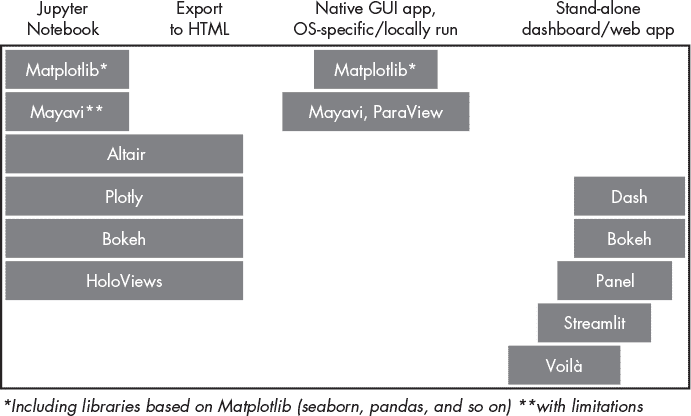 Jupyter Notebook
Export to HTML
Native GUI app, OS-specific/locally run
Stand-alone dashboard/web app
Matplotlib*
Matplotlib*
Mayavi**
Mayavi, ParaView
Altair
Plotly
Dash
Bokeh
Bokeh
HoloViews
Panel
Streamlit
Voilà
*Including libraries based on Matplotlib (seaborn, pandas, and so on) **with limitations